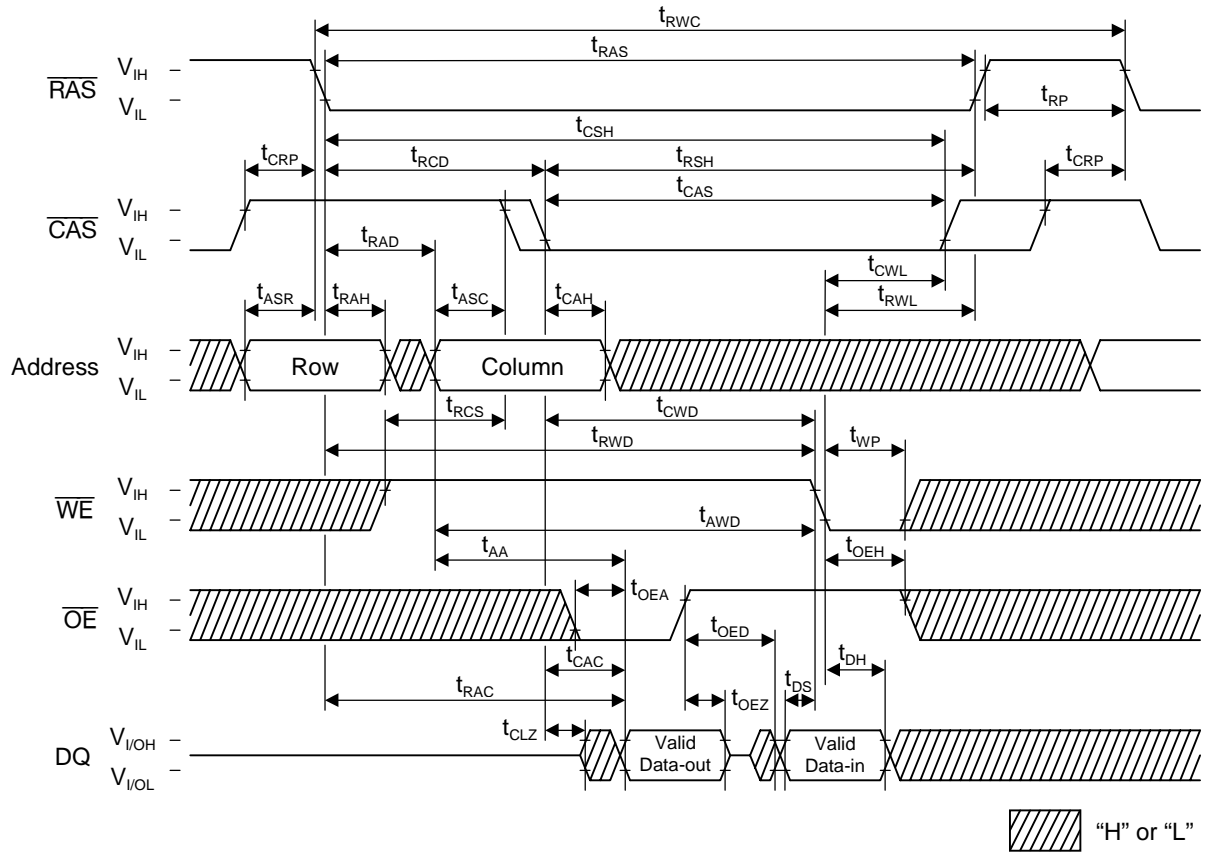 tRWC
tRAS
RAS
VIH
VIL
tRP
tCSH
tCRP
tRCD
tRSH
tCRP
tCAS
CAS
VIH
VIL
tRAD
tCWL
tASR
tRAH
tASC
tCAH
tRWL
Address
VIH
VIL
Row
Column
tRCS
tCWD
tRWD
tWP
WE
VIH
VIL
tAWD
tAA
tOEH
OE
VIH
VIL
tOEA
tOED
tCAC
tDH
tRAC
tOEZ
tDS
tCLZ
DQ
VI/OH
VI/OL
Valid
Data-out
Valid
Data-in
“H” or “L”